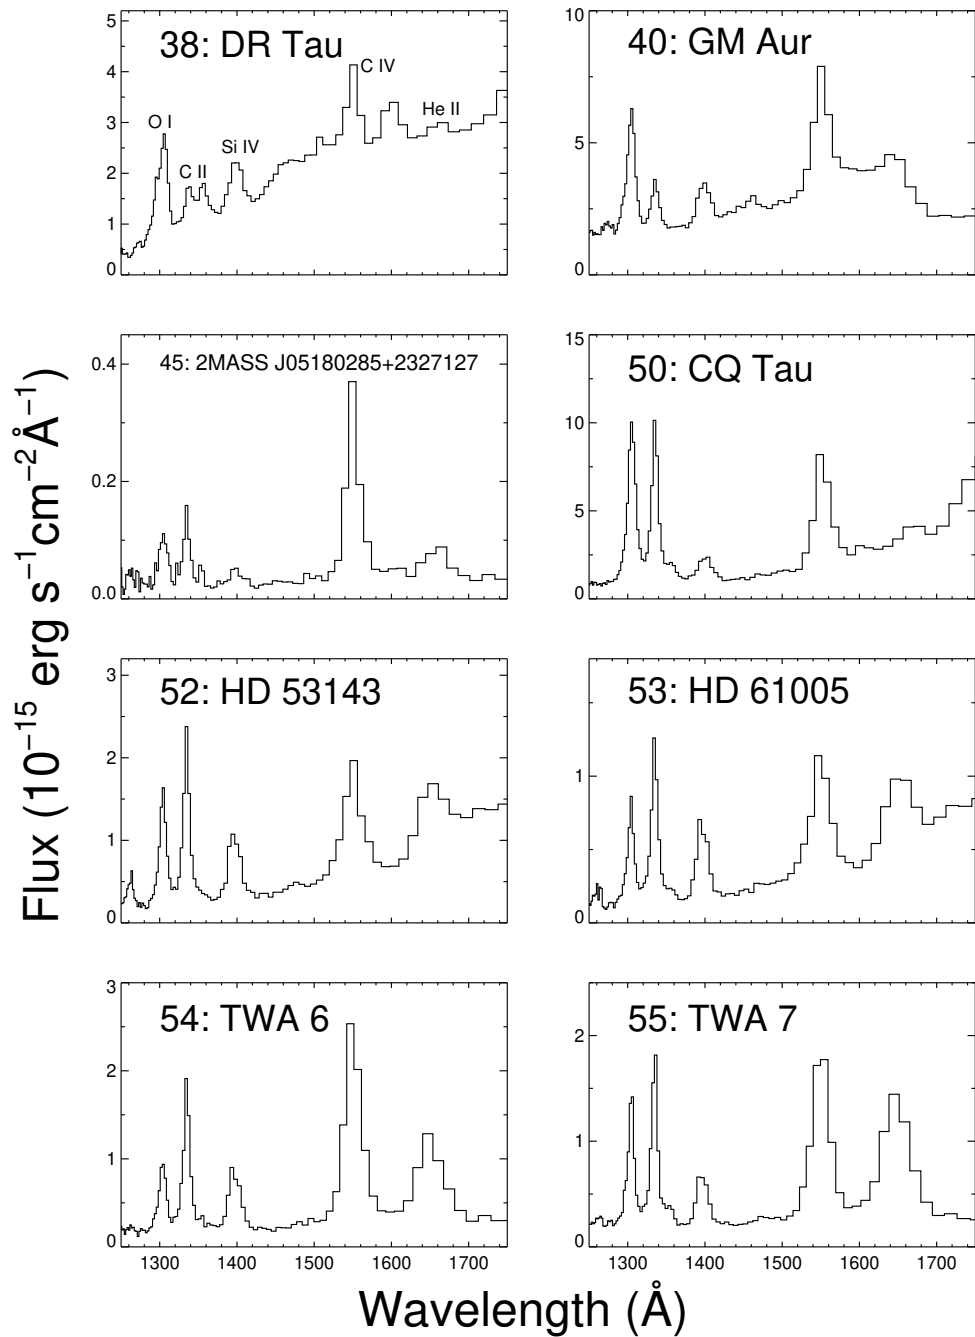 38: DR Tau
O I
C II
Si IV
C IV
He II
5
4
3
2
1
0
40: GM Aur
10
5
0
45: 2MASS J05180285+2327127
0.4
0.2
0.0
50: CQ Tau
15
10
5
0
52: HD 53143
3
2
1
0
53: HD 61005
1
0
54: TWA 6
3
2
1
0
1300 1400 1500 1600 1700
55: TWA 7
2
1
0
1300 1400 1500 1600 1700
Flux (10⁻¹⁵ erg s⁻¹cm⁻²Å⁻¹)
Wavelength (Å)